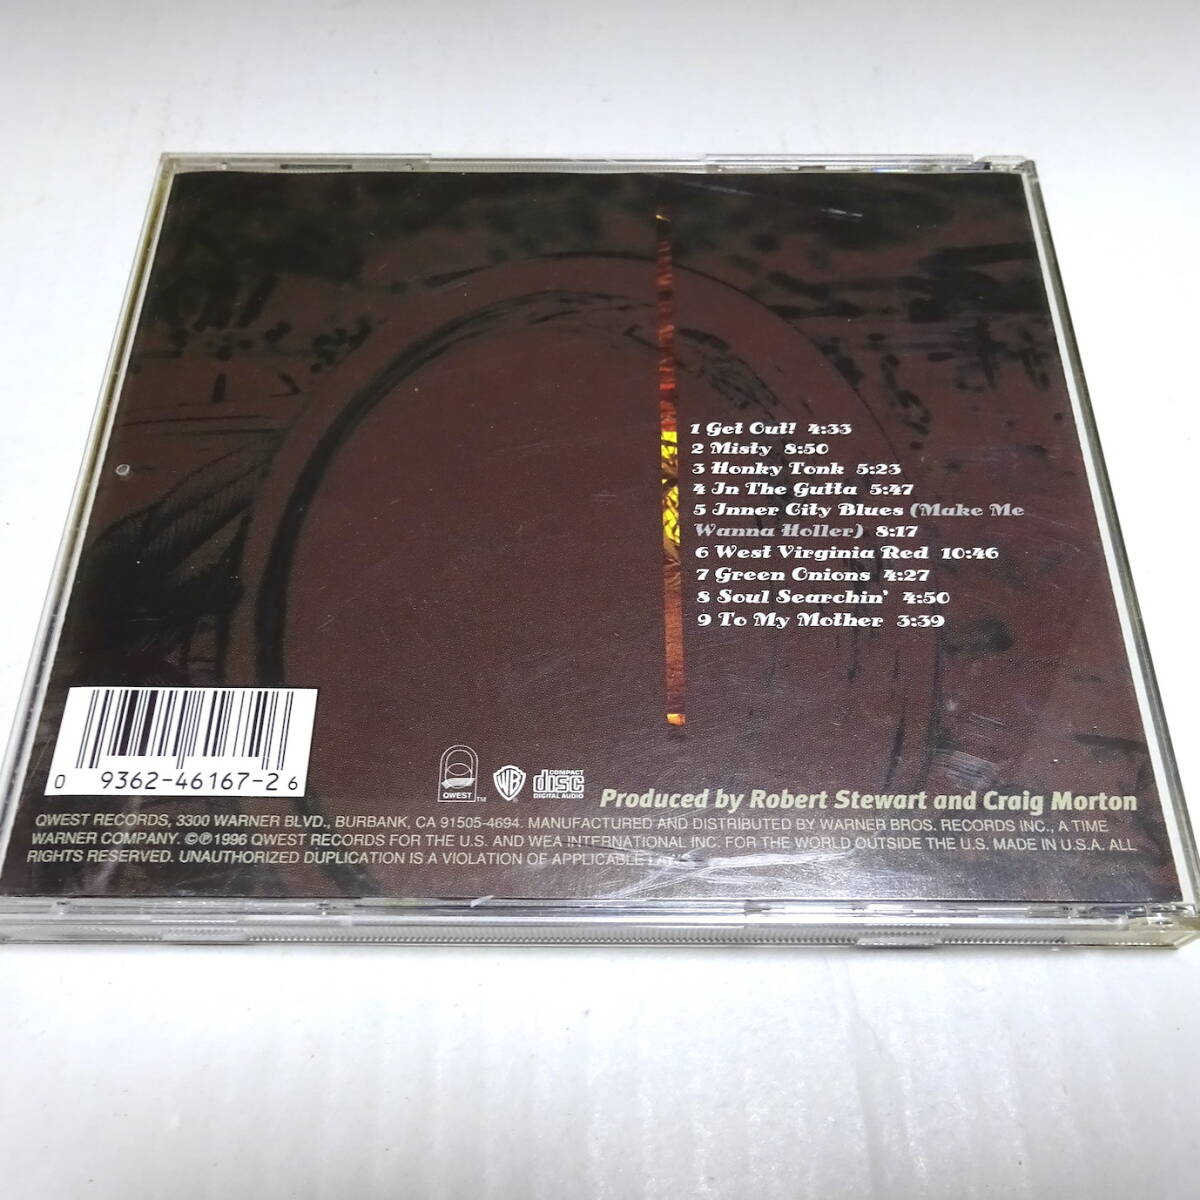 1 Get Out! 4:33
2 Misty 8:50
3 Honky Tonk 5:23
4 In The Gutta 5:47
5 Inner City Blues (Make Me
Wanna Holler) 8:17
6 West Virginia Red 10:46
7 Green Onions 4:27
8 Soul Searchin' 4:50
9 To My Mother 3:39
0 9362-46167-2 6
QWEST TM
WB
COMPACT
disc
DIGITAL AUDIO
Produced by Robert Stewart and Craig Morton
QWEST RECORDS, 3300 WARNER BLVD., BURBANK, CA 91505-4694. MANUFACTURED AND DISTRIBUTED BY WARNER BROS. RECORDS INC., A TIME
WARNER COMPANY. ©℗1996 QWEST RECORDS FOR THE U.S. AND WEA INTERNATIONAL INC. FOR THE WORLD OUTSIDE THE U.S. MADE IN U.S.A. ALL
RIGHTS RESERVED. UNAUTHORIZED DUPLICATION IS A VIOLATION OF APPLICABLE